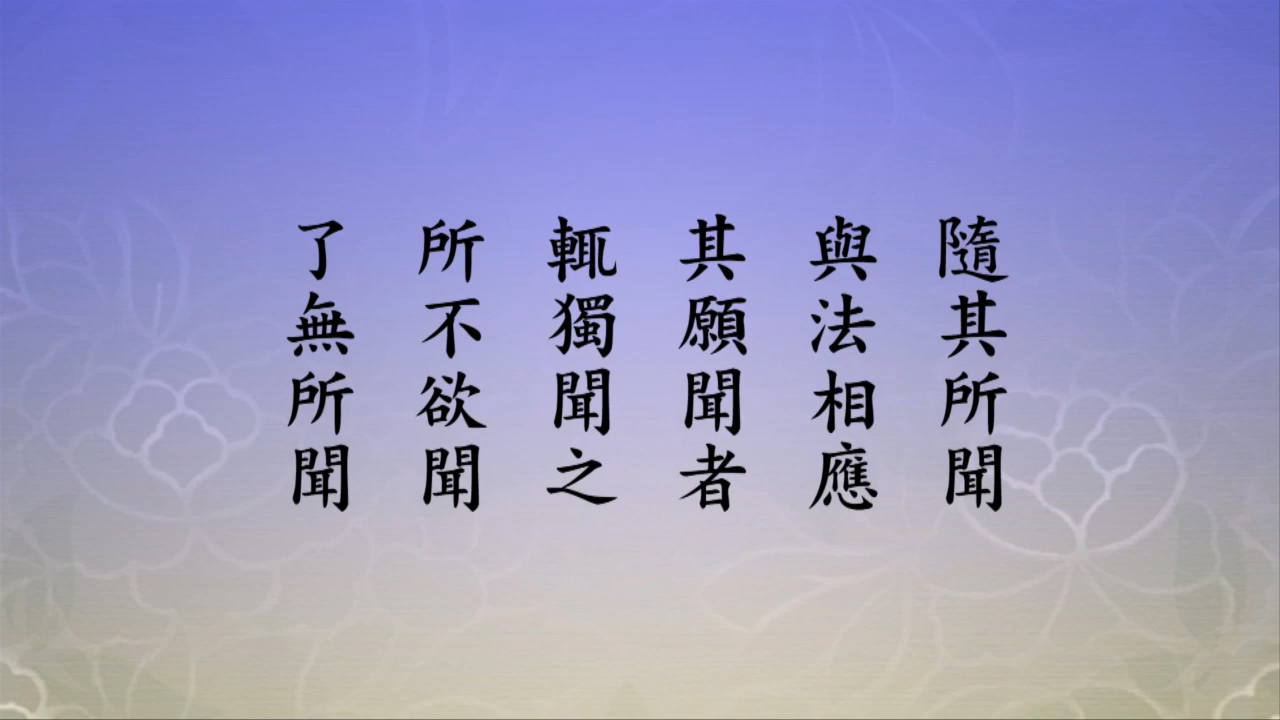 隨其所聞
與法相應
其願聞者
輒獨聞之
所不欲聞
了無所聞